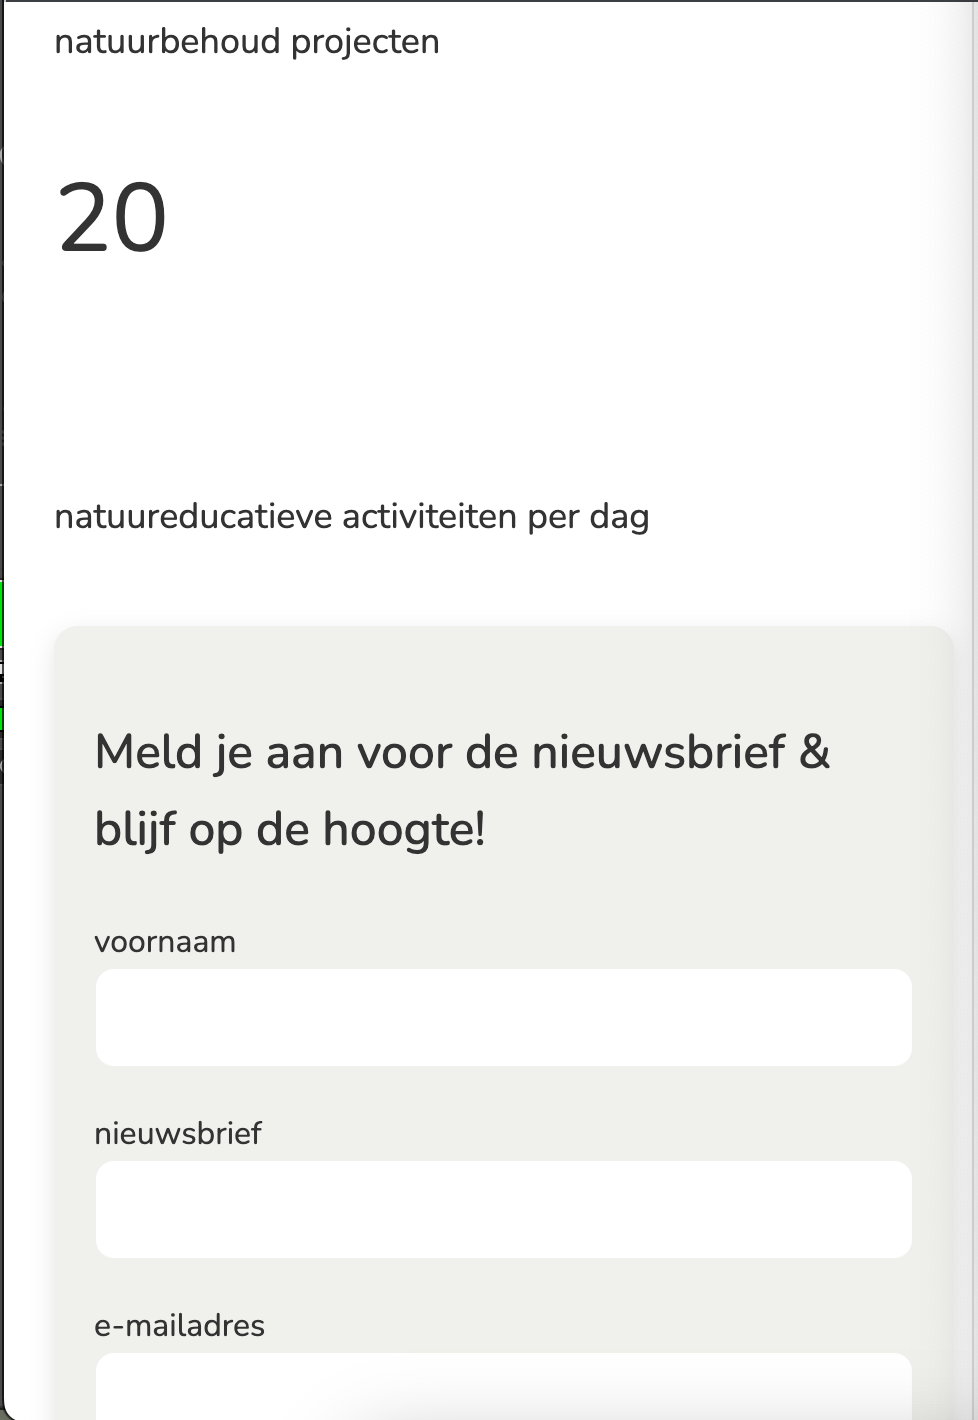 natuurbehoud projecten
20
natuureducatieve activiteiten per dag
Meld je aan voor de nieuwsbrief &
blijf op de hoogte!
voornaam
nieuwsbrief
e-mailadres